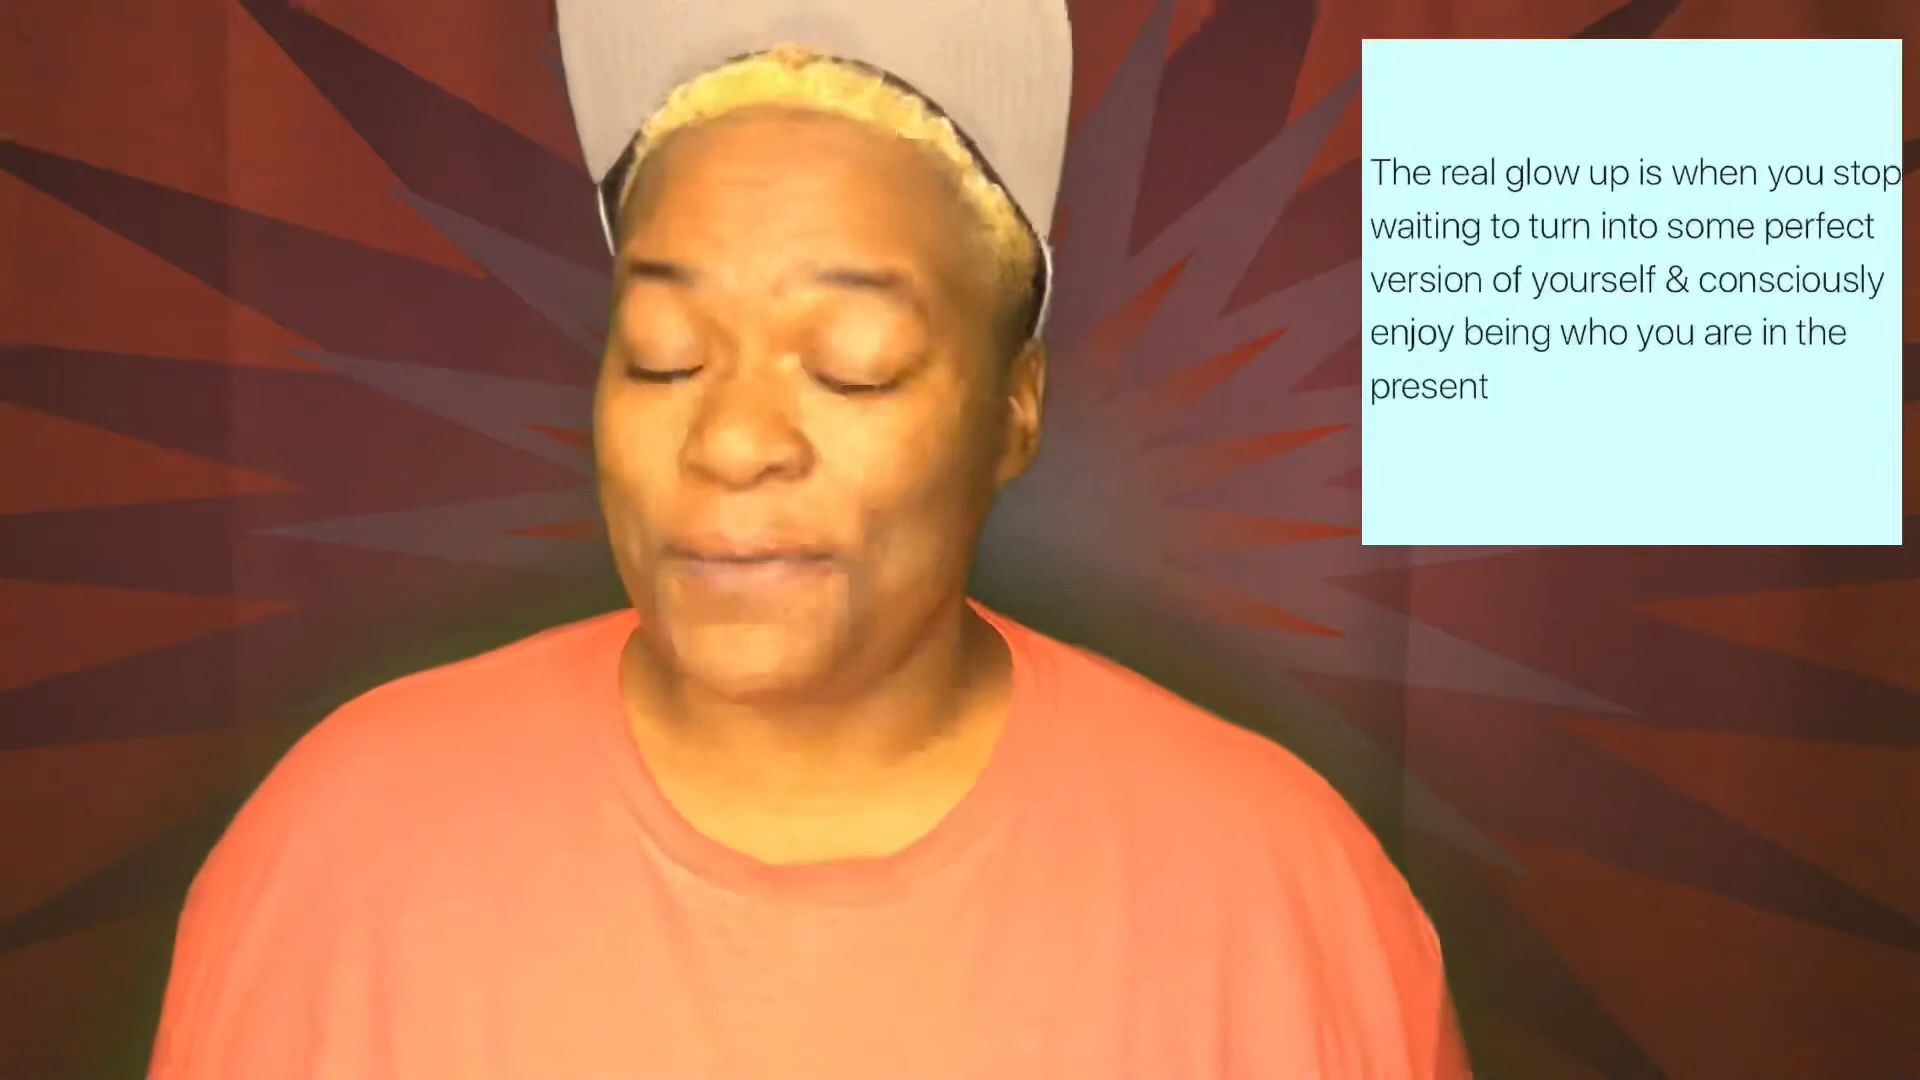 The real glow up is when you stop
waiting to turn into some perfect
version of yourself & consciously
enjoy being who you are in the
present